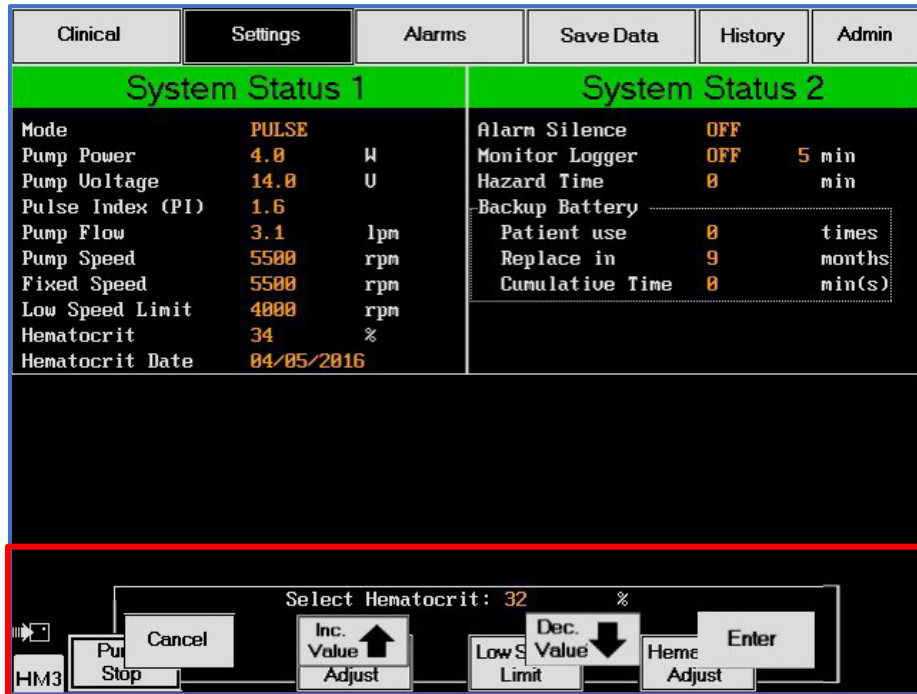 Clinical Settings Alarms Save Data History Admin
System Status 1
Mode PULSE
Pump Power 4.0 W
Pump Voltage 14.0 V
Pulse Index (PI) 1.6
Pump Flow 3.1 lpm
Pump Speed 5500 rpm
Fixed Speed 5500 rpm
Low Speed Limit 4000 rpm
Hematocrit 34 %
Hematocrit Date 04/05/2016
System Status 2
Alarm Silence OFF
Monitor Logger OFF 5 min
Hazard Time 0 min
Backup Battery
Patient use 0 times
Replace in 9 months
Cumulative Time 0 min(s)
Select Hematocrit: 32 %
Cancel
Inc.
Value
Dec.
Value
Enter
HM3
Stop
Adjust
Low S
Limit
Hema
Adjust